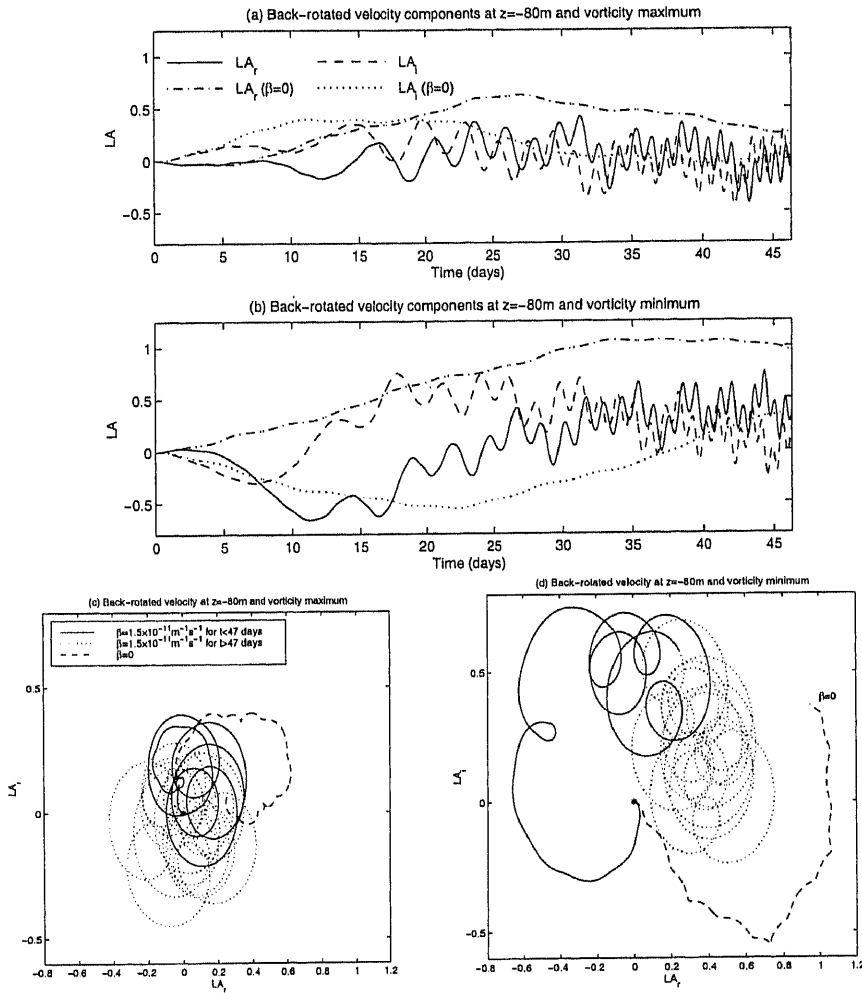 (a) Back-rotated velocity components at z=-80m and vorticity maximum
LA_r
LA_i
LA_r (β=0)
LA_i (β=0)
1
0.5
0
-0.5
LA
0 5 10 15 20 25 30 35 40 45
Time (days)
(b) Back-rotated velocity components at z=-80m and vorticity minimum
1
0.5
0
-0.5
LA
0 5 10 15 20 25 30 35 40 45
Time (days)
(c) Back-rotated velocity at z=-80m and vorticity maximum
β=1.5×10⁻¹¹m⁻¹s⁻¹ for t<47 days
β=1.5×10⁻¹¹m⁻¹s⁻¹ for t>47 days
β=0
0.5
0
-0.5
LA_i
-0.8 -0.6 -0.4 -0.2 0 0.2 0.4 0.6 0.8 1 1.2
LA_r
(d) Back-rotated velocity at z=-80m and vorticity minimum
β=0
0.5
0
-0.5
LA_i
-0.8 -0.6 -0.4 -0.2 0 0.2 0.4 0.6 0.8 1 1.2
LA_r